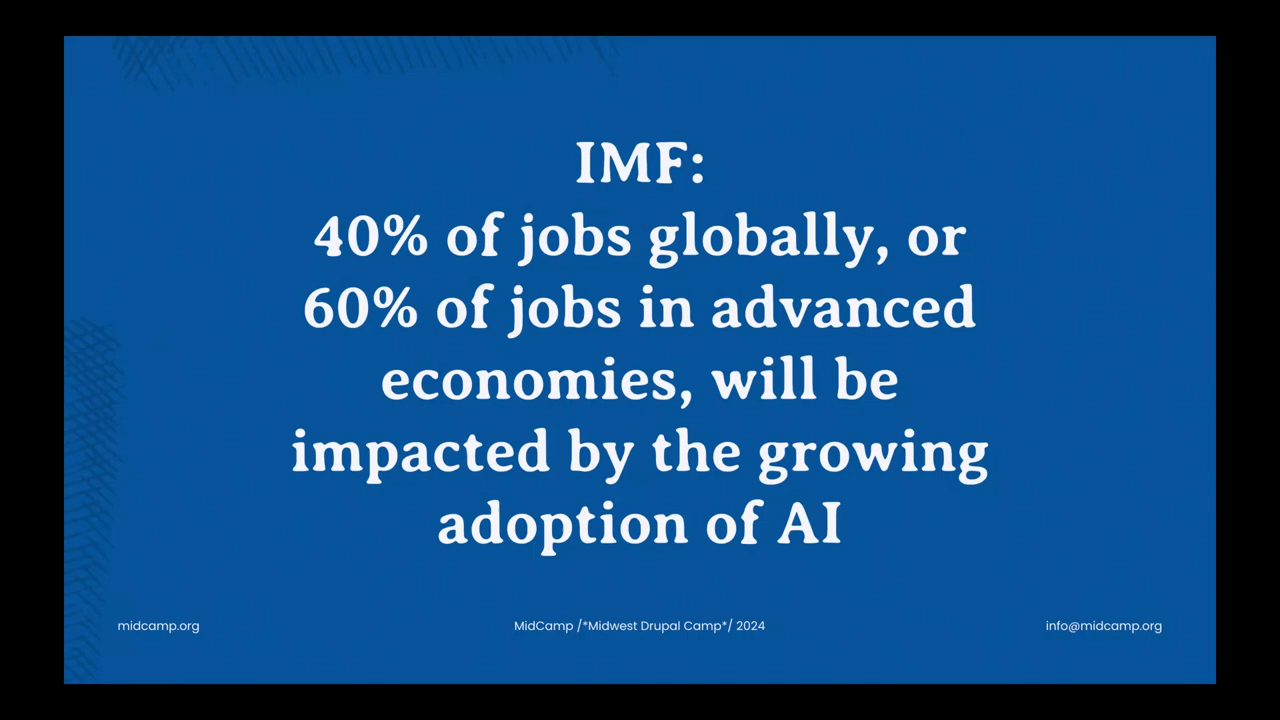 IMF:
40% of jobs globally, or
60% of jobs in advanced
economies, will be
impacted by the growing
adoption of AI
midcamp.org
MidCamp /*Midwest Drupal Camp*/ 2024
info@midcamp.org